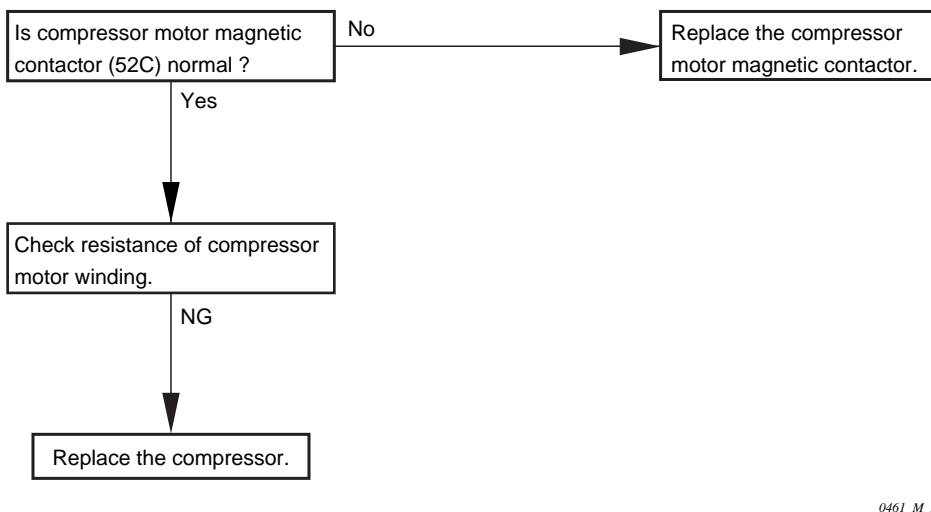 Is compressor motor magnetic
contactor (52C) normal ?
No
Replace the compressor
motor magnetic contactor.
Yes
Check resistance of compressor
motor winding.
NG
Replace the compressor.
0461_M_